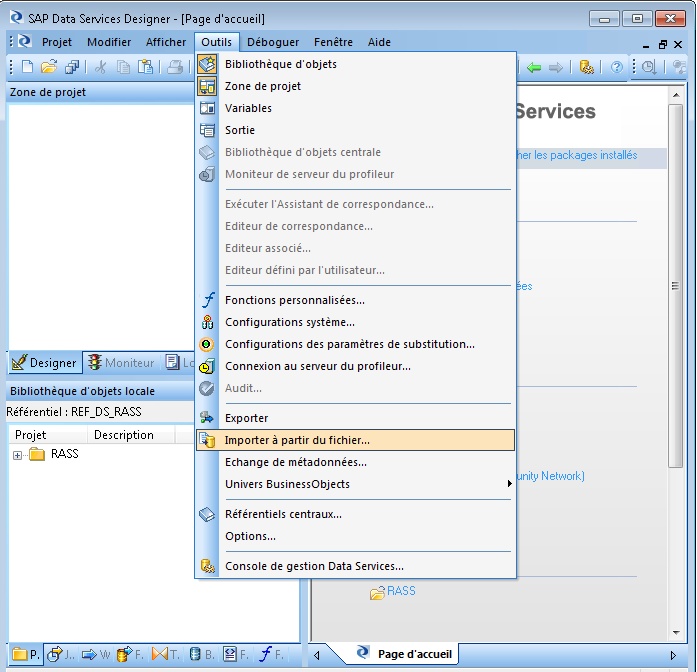 SAP Data Services Designer - [Page d'accueil]
Projet Modifier Afficher Outils Déboguer Fenêtre Aide
Zone de projet
Bibliothèque d'objets
Zone de projet
Variables
Sortie
Bibliothèque d'objets centrale
Moniteur de serveur du profileur
Exécuter l'Assistant de correspondance...
Editeur de correspondance...
Editeur associé...
Editeur défini par l'utilisateur...
Fonctions personnalisées...
Configurations système...
Configurations des paramètres de substitution...
Connexion au serveur du profileur...
Audit...
Exporter
Importer à partir du fichier...
Echange de métadonnées...
Univers BusinessObjects
Référentiels centraux...
Options...
Console de gestion Data Services...
Services
her les packages installés
ées
unity Network)
RASS
Designer Moniteur Lo
Bibliothèque d'objets locale
Référentiel : REF_DS_RASS
Projet Description
RASS
P. J.. W T. B. F. F.
Page d'accueil